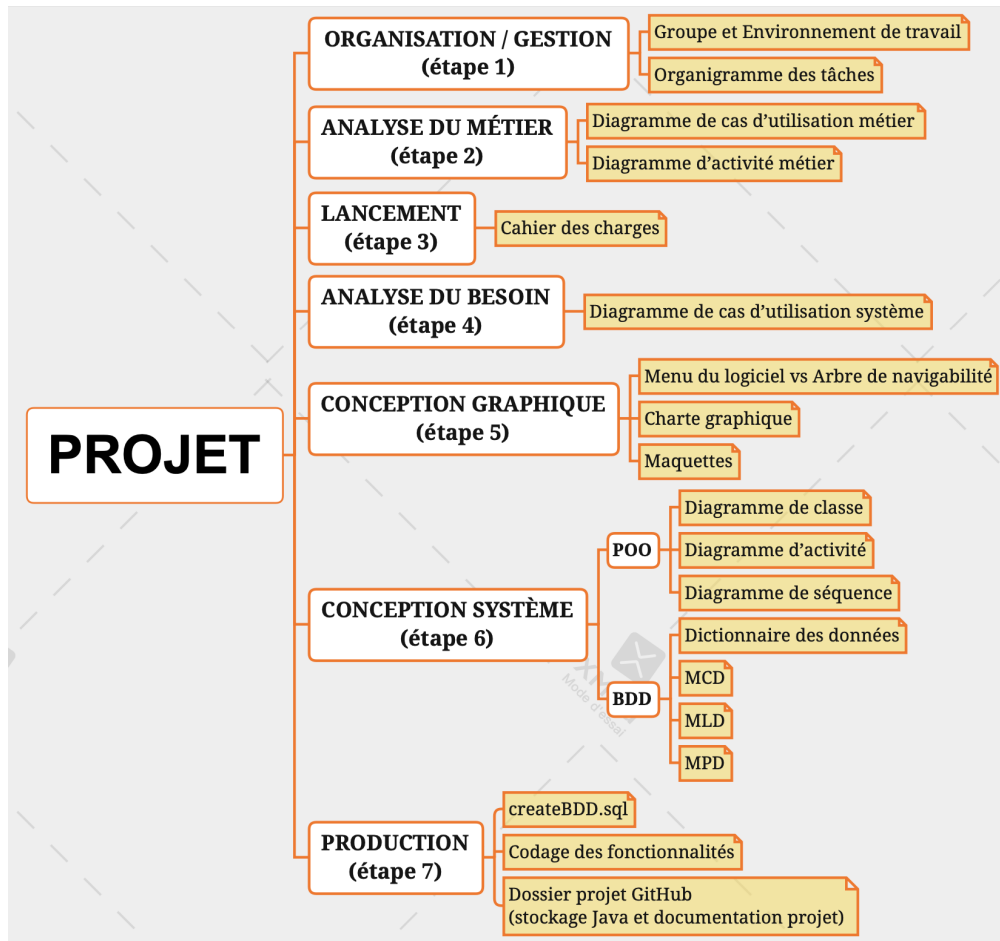 PROJET
ORGANISATION / GESTION
(étape 1)
Groupe et Environnement de travail
Organigramme des tâches
ANALYSE DU MÉTIER
(étape 2)
Diagramme de cas d’utilisation métier
Diagramme d’activité métier
LANCEMENT
(étape 3)
Cahier des charges
ANALYSE DU BESOIN
(étape 4)
Diagramme de cas d’utilisation système
CONCEPTION GRAPHIQUE
(étape 5)
Menu du logiciel vs Arbre de navigabilité
Charte graphique
Maquettes
CONCEPTION SYSTÈME
(étape 6)
POO
Diagramme de classe
Diagramme d’activité
Diagramme de séquence
BDD
Dictionnaire des données
MCD
MLD
MPD
PRODUCTION
(étape 7)
createBDD.sql
Codage des fonctionnalités
Dossier projet GitHub
(stockage Java et documentation projet)
Mode d'essai